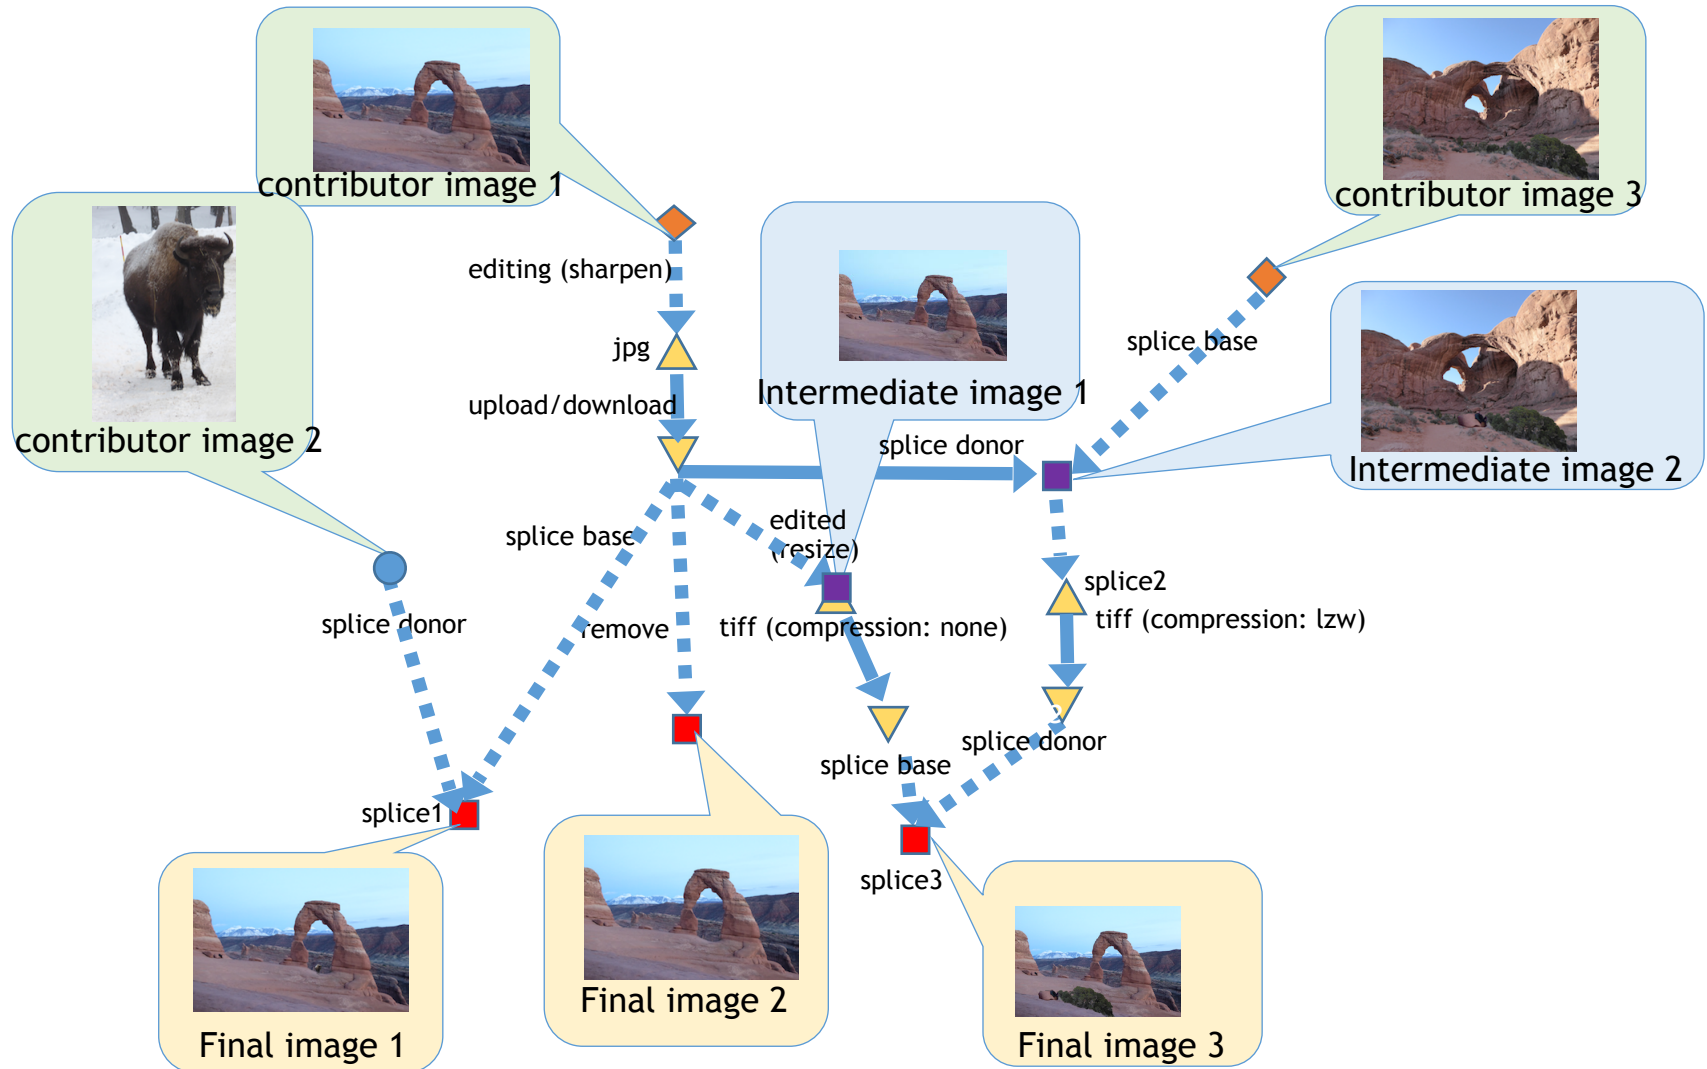 contributor image 1
contributor image 3
contributor image 2
editing (sharpen)
jpg
upload/download
Intermediate image 1
splice base
Intermediate image 2
splice donor
splice base
edited
(resize)
splice donor
remove
tiff (compression: none)
splice2
tiff (compression: lzw)
2
splice donor
splice base
splice1
splice3
Final image 1
Final image 2
Final image 3